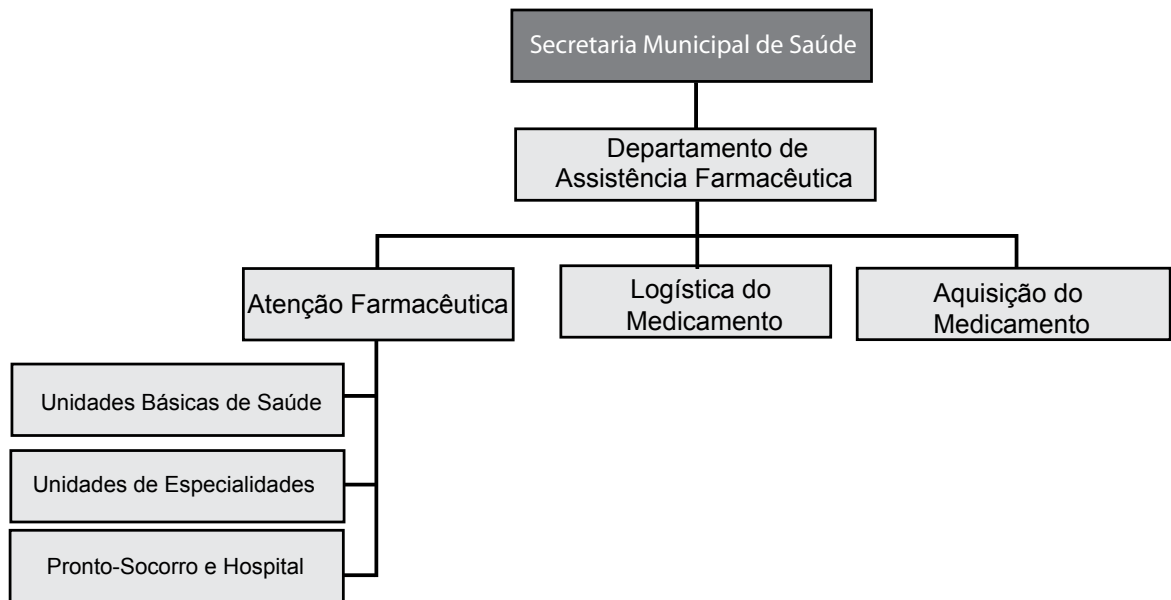 Secretaria Municipal de Saúde
Departamento de
Assistência Farmacêutica
Atenção Farmacêutica
Logística do
Medicamento
Aquisição do
Medicamento
Unidades Básicas de Saúde
Unidades de Especialidades
Pronto-Socorro e Hospital